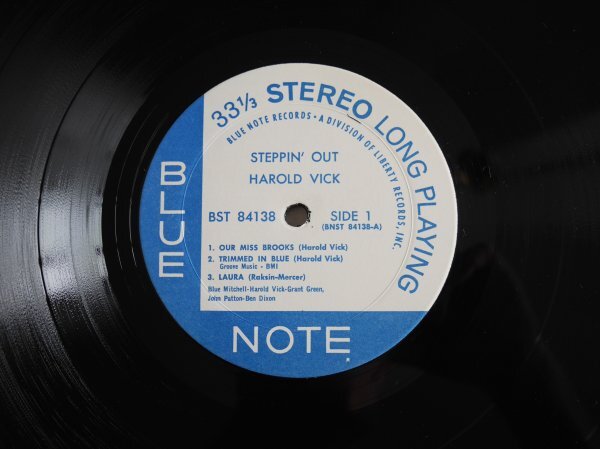 33⅓ STEREO LONG PLAYING
BLUE NOTE RECORDS • A DIVISION OF LIBERTY RECORDS, INC.
STEPPIN' OUT
HAROLD VICK
BST 84138 SIDE 1
(BNST 84138-A)
1. OUR MISS BROOKS (Harold Vick)
2. TRIMMED IN BLUE (Harold Vick)
Groove Music - BMI
3. LAURA (Raksin-Mercer)
Blue Mitchell-Harold Vick-Grant Green,
John Patton-Ben Dixon
BLUE
NOTE